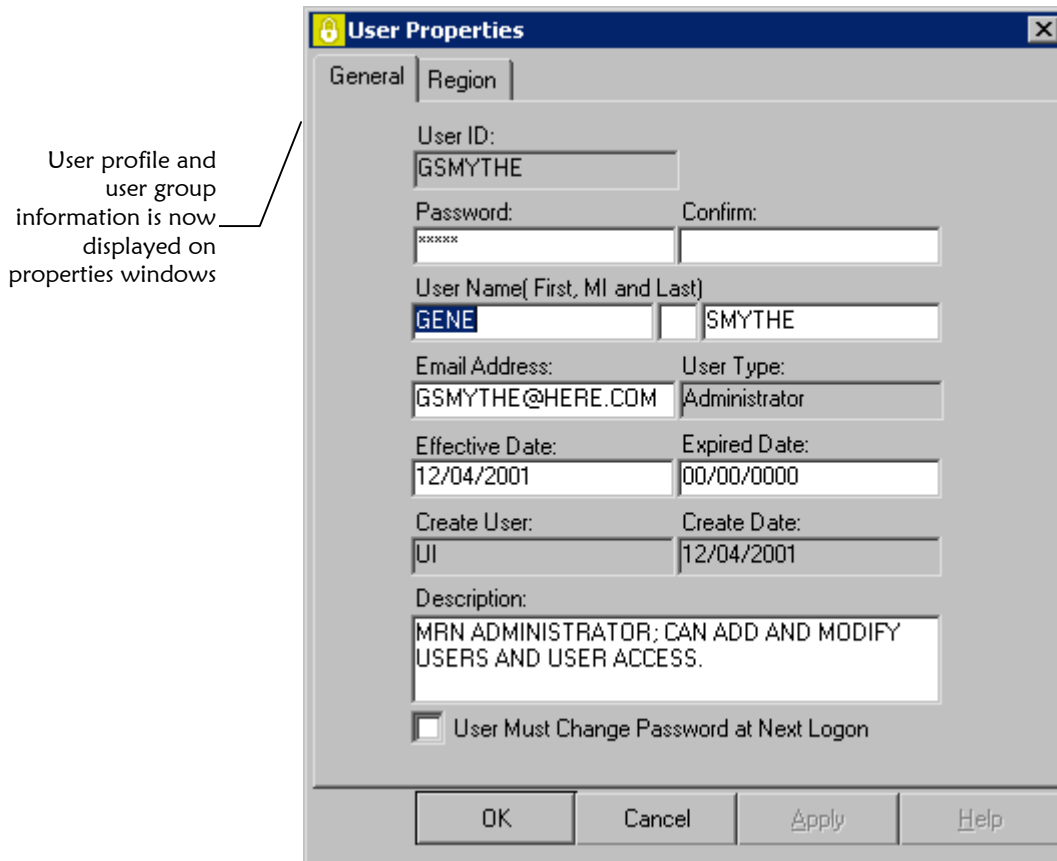 User Properties
General Region
User profile and
user group
information is now
displayed on
properties windows
User ID:
GSMYTHE
Password: Confirm:
*****
User Name( First, MI and Last)
GENE SMYTHE
Email Address: User Type:
GSMYTHE@HERE.COM Administrator
Effective Date: Expired Date:
12/04/2001 00/00/0000
Create User: Create Date:
UI 12/04/2001
Description:
MRN ADMINISTRATOR; CAN ADD AND MODIFY
USERS AND USER ACCESS.
User Must Change Password at Next Logon
OK Cancel Apply Help